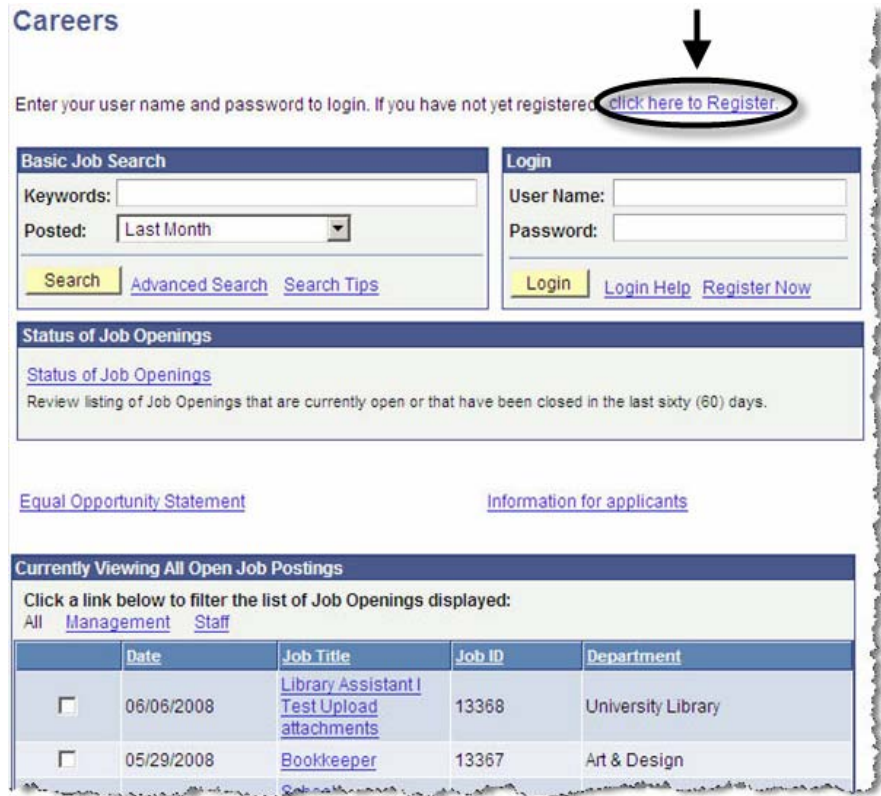 Careers
Enter your user name and password to login. If you have not yet registered click here to Register.
Basic Job Search
Keywords:
Posted: Last Month
Search Advanced Search Search Tips
Login
User Name:
Password:
Login Login Help Register Now
Status of Job Openings
Status of Job Openings
Review listing of Job Openings that are currently open or that have been closed in the last sixty (60) days.
Equal Opportunity Statement Information for applicants
Currently Viewing All Open Job Postings
Click a link below to filter the list of Job Openings displayed:
All Management Staff
Date Job Title Job ID Department
06/06/2008 Library Assistant I Test Upload attachments 13368 University Library
05/29/2008 Bookkeeper 13367 Art & Design